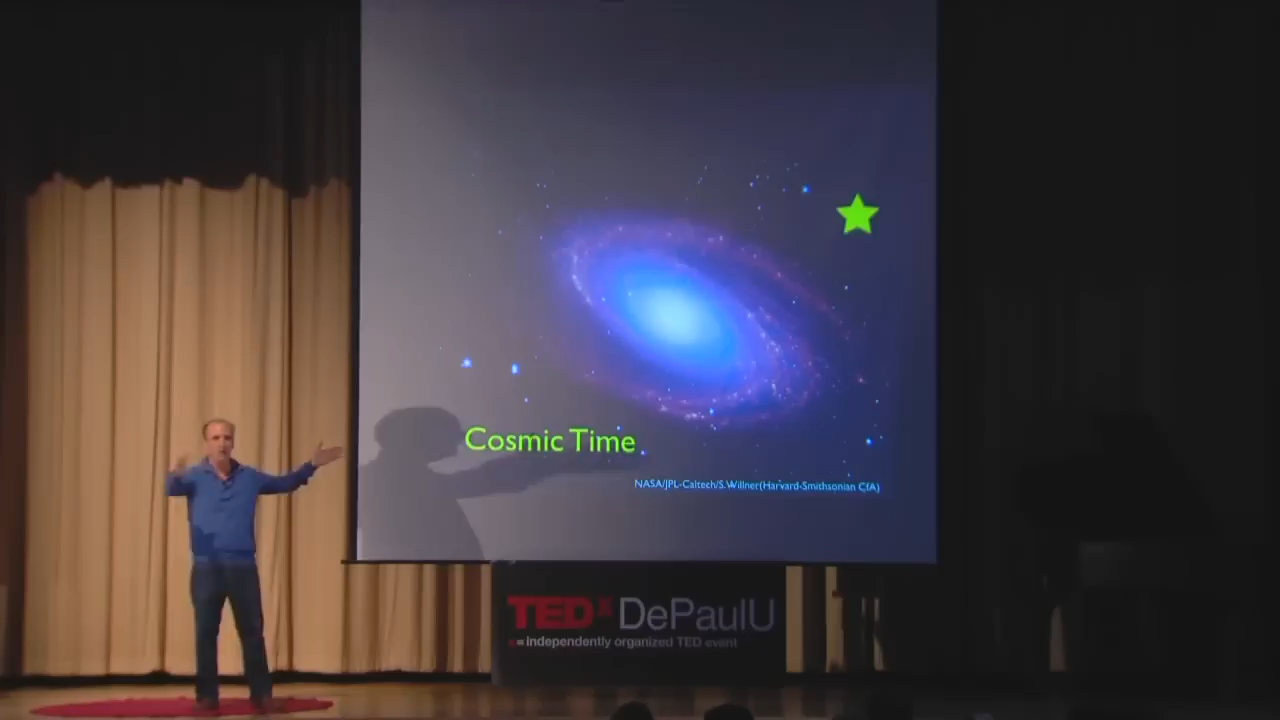 Cosmic Time
NASA/JPL-Caltech/S.Willner(Harvard-Smithsonian CfA)
TEDx DePaulU
x = independently organized TED event